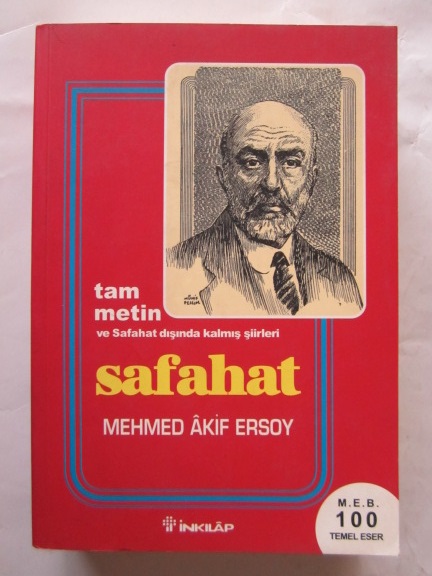 tam
metin
ve Safahat dışında kalmış şiirleri
safahat
MEHMED ÂKİF ERSOY
İNKILÂP
M.E.B.
100
TEMEL ESER